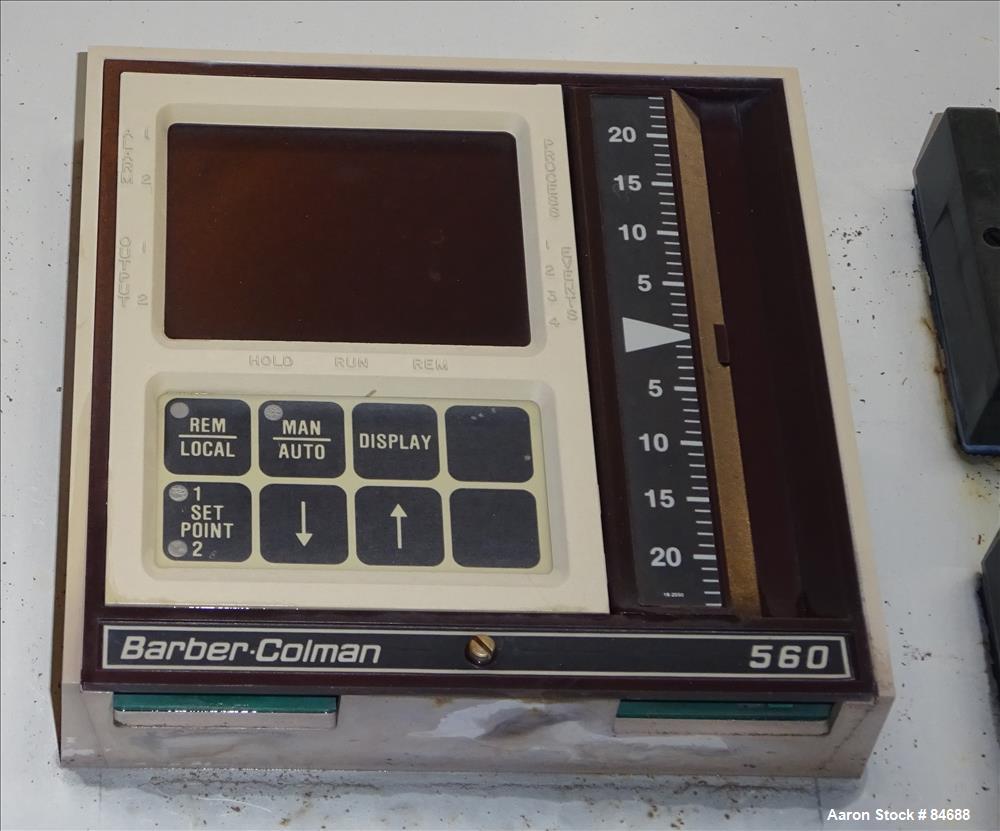 ALARM
1
2
OUTPUT
1
2
PROCESS
EVENTS
1
2
3
4
HOLD RUN REM
REM
LOCAL
MAN
AUTO
DISPLAY
1
SET
POINT
2
↓
↑
20
15
10
5
5
10
15
20
Barber·Colman
560
Aaron Stock # 84688